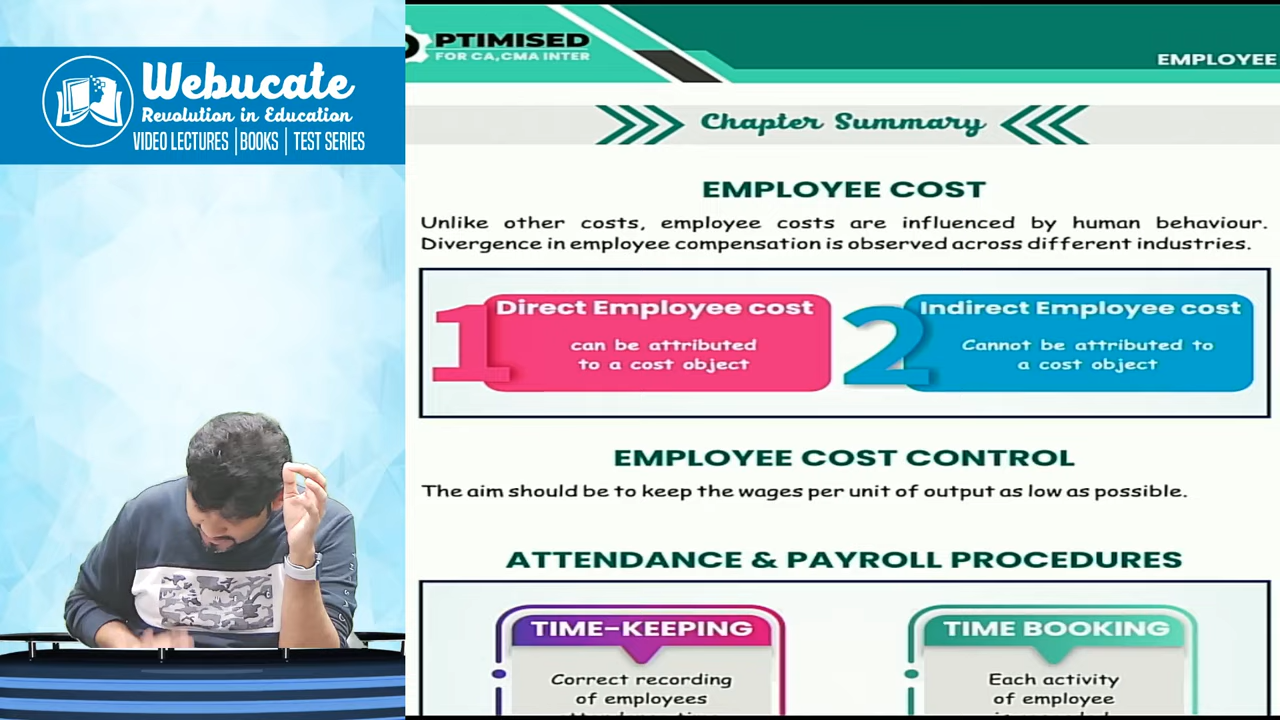 Webucate
Revolution in Education
VIDEO LECTURES | BOOKS | TEST SERIES
PTIMISED
FOR CA,CMA INTER
EMPLOYEE
Chapter Summary
EMPLOYEE COST
Unlike other costs, employee costs are influenced by human behaviour.
Divergence in employee compensation is observed across different industries.
1
Direct Employee cost
can be attributed
to a cost object
2
Indirect Employee cost
Cannot be attributed to
a cost object
EMPLOYEE COST CONTROL
The aim should be to keep the wages per unit of output as low as possible.
ATTENDANCE & PAYROLL PROCEDURES
TIME-KEEPING
Correct recording
of employees
TIME BOOKING
Each activity
of employee